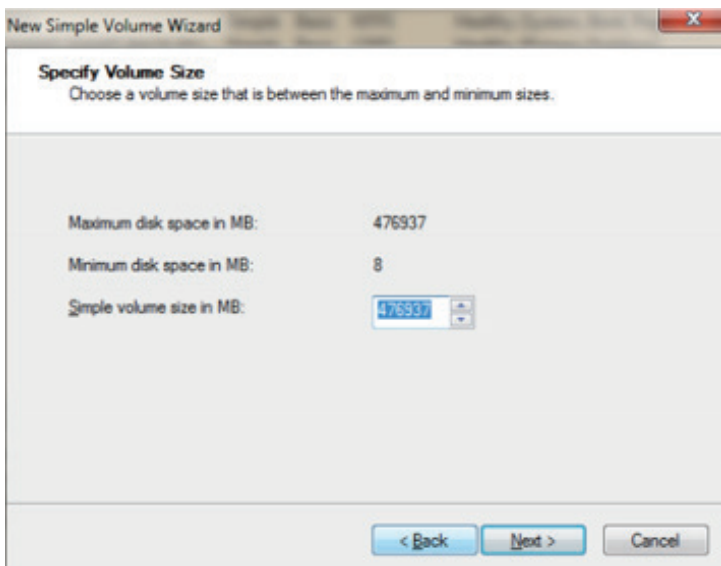 New Simple Volume Wizard
Specify Volume Size
Choose a volume size that is between the maximum and minimum sizes.
Maximum disk space in MB: 476937
Minimum disk space in MB: 8
Simple volume size in MB: 476937
< Back Next > Cancel